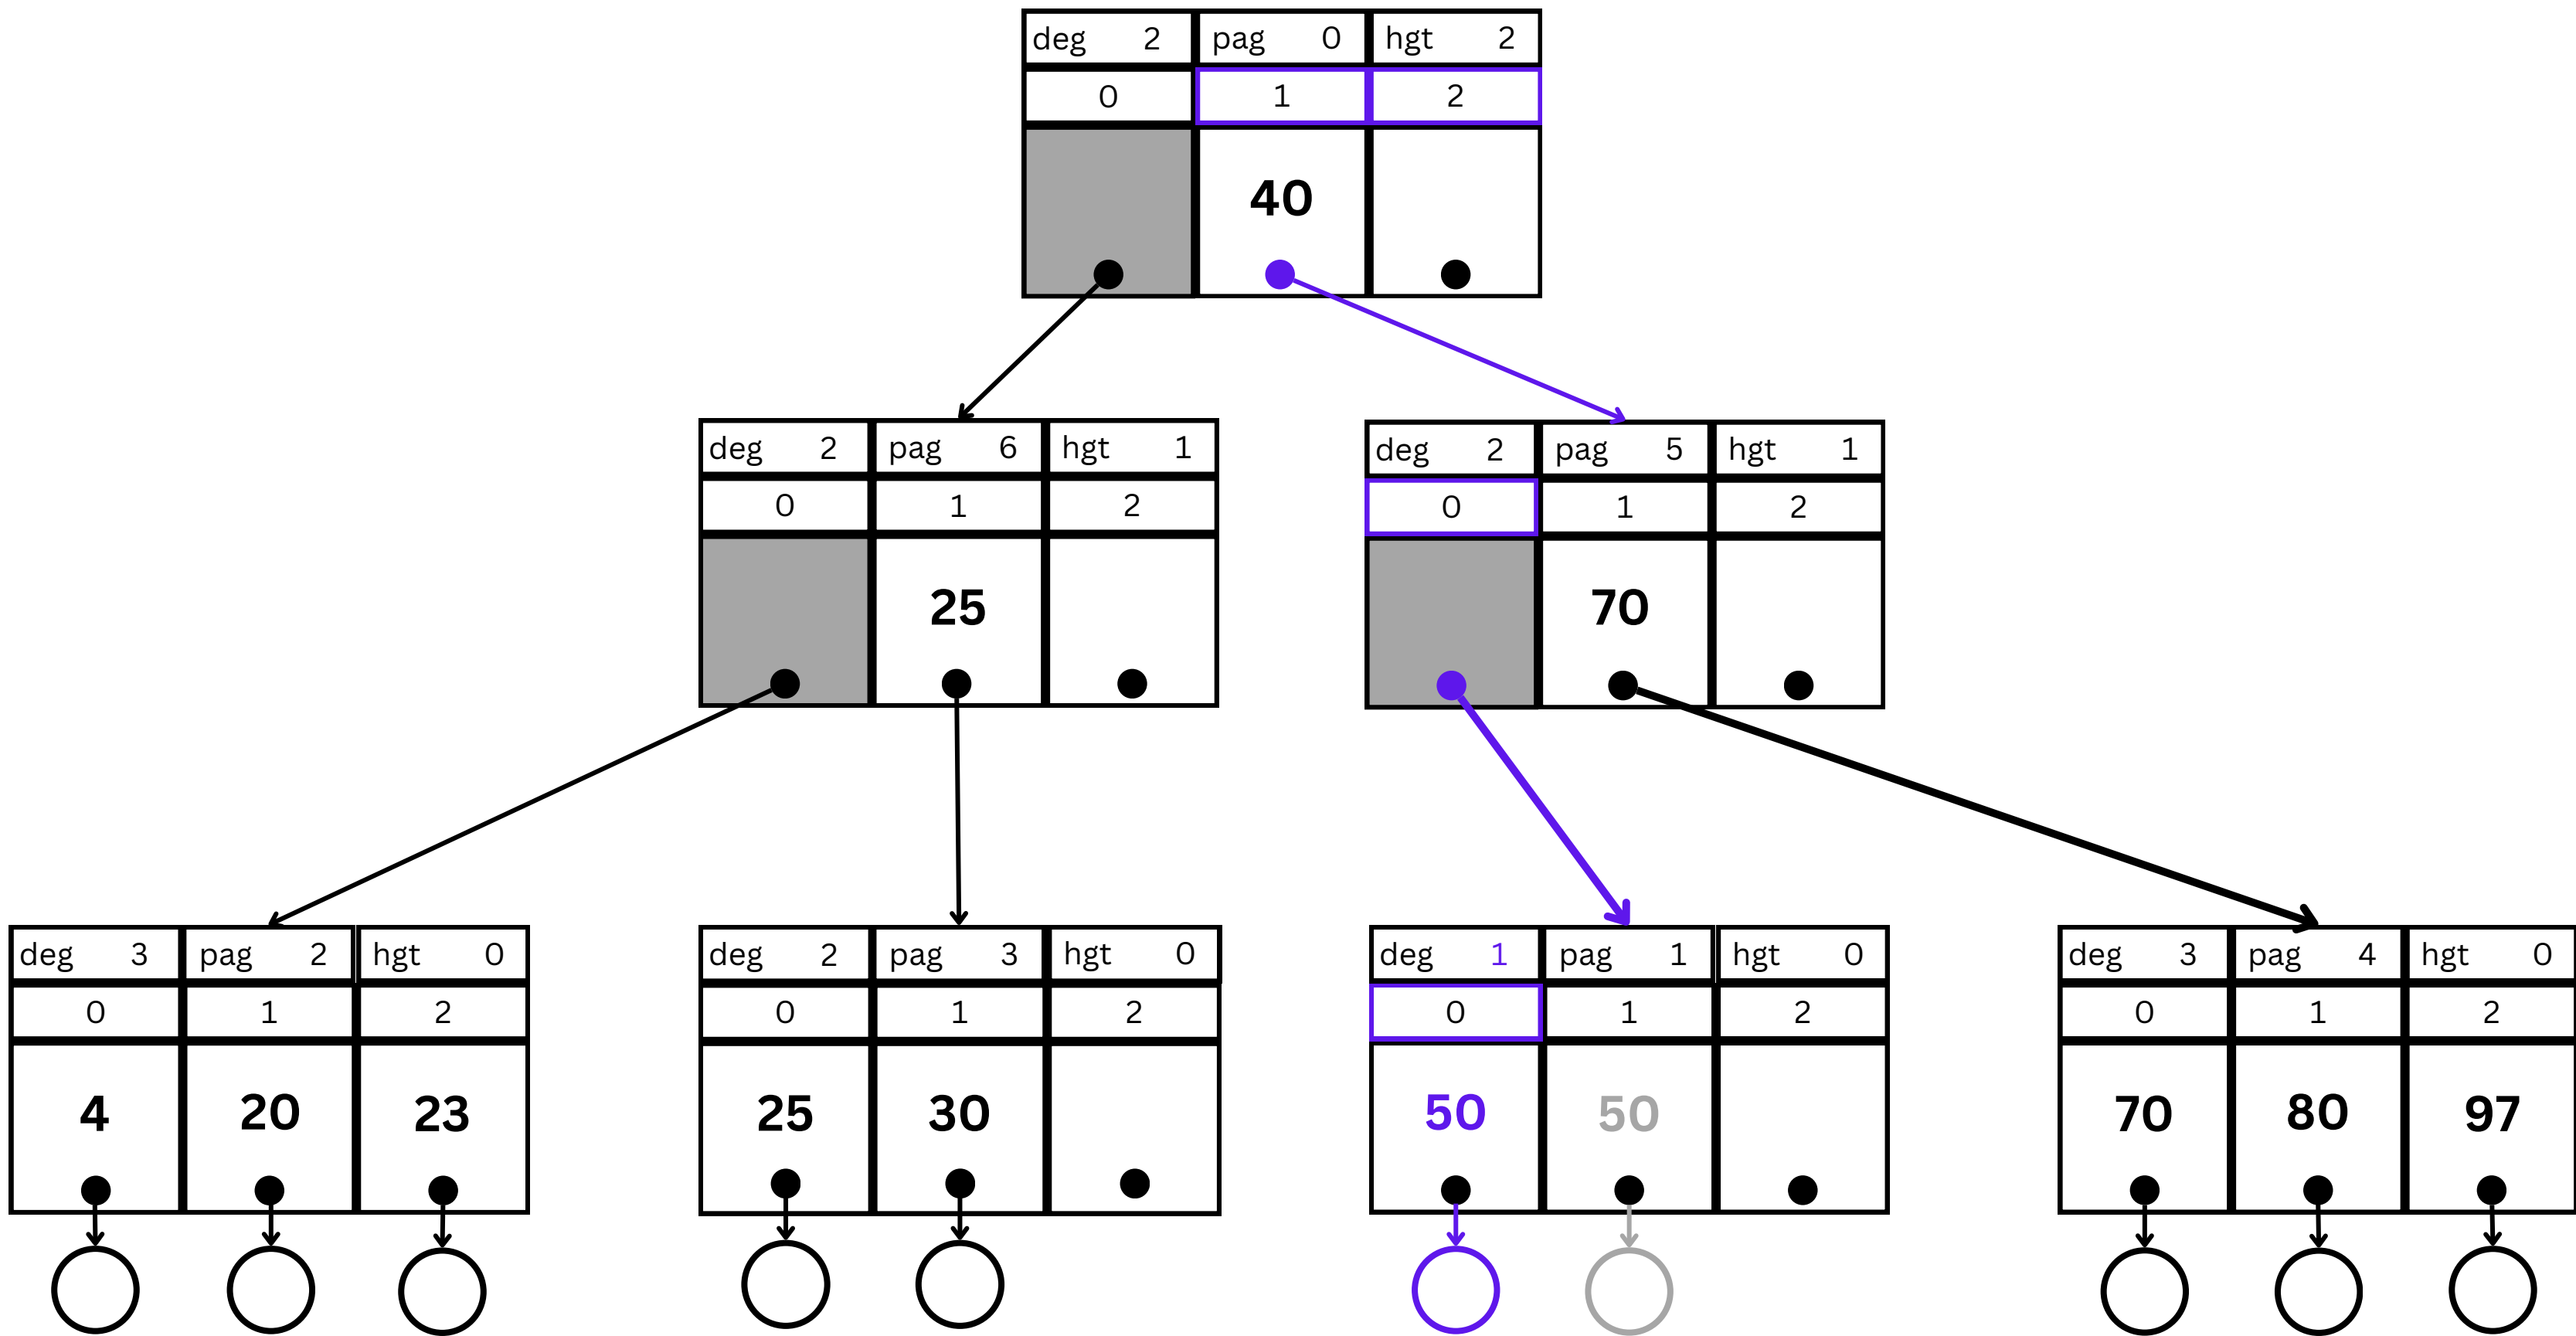 deg 2 pag 0 hgt 2
0 1 2
40
deg 2 pag 6 hgt 1
0 1 2
25
deg 2 pag 5 hgt 1
0 1 2
70
deg 3 pag 2 hgt 0
0 1 2
4 20 23
deg 2 pag 3 hgt 0
0 1 2
25 30
deg 1 pag 1 hgt 0
0 1 2
50 50
deg 3 pag 4 hgt 0
0 1 2
70 80 97